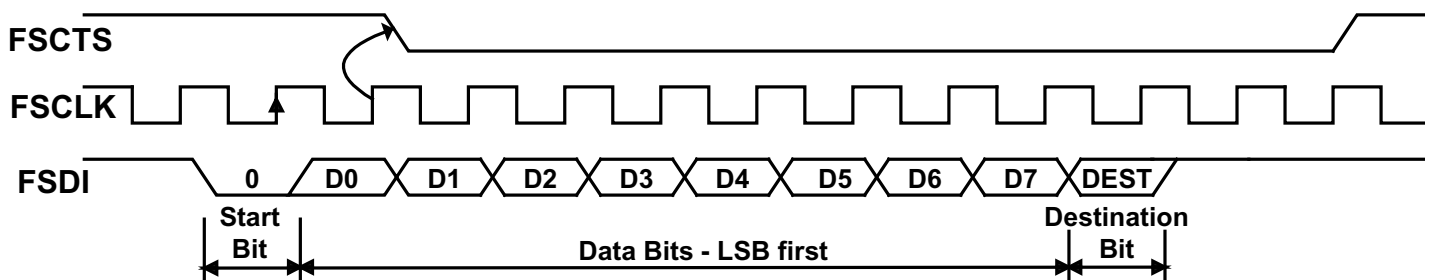 FSCTS
FSCLK
FSDI
0 D0 D1 D2 D3 D4 D5 D6 D7 DEST
Start
Bit
Data Bits - LSB first
Destination
Bit